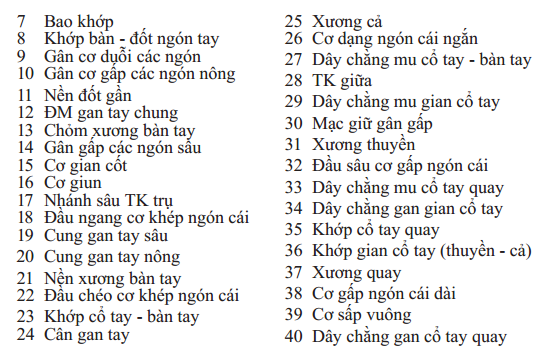 7 Bao khớp
8 Khớp bàn - đốt ngón tay
9 Gân cơ duỗi các ngón
10 Gân cơ gấp các ngón nông
11 Nền đốt gần
12 ĐM gan tay chung
13 Chỏm xương bàn tay
14 Gân gấp các ngón sâu
15 Cơ gian cốt
16 Cơ giun
17 Nhánh sâu TK trụ
18 Đầu ngang cơ khép ngón cái
19 Cung gan tay sâu
20 Cung gan tay nông
21 Nền xương bàn tay
22 Đầu chéo cơ khép ngón cái
23 Khớp cổ tay - bàn tay
24 Cân gan tay
25 Xương cả
26 Cơ dạng ngón cái ngắn
27 Dây chằng mu cổ tay - bàn tay
28 TK giữa
29 Dây chằng mu gian cổ tay
30 Mạc giữ gân gấp
31 Xương thuyền
32 Đầu sâu cơ gấp ngón cái
33 Dây chằng mu cổ tay quay
34 Dây chằng gan gian cổ tay
35 Khớp cổ tay quay
36 Khớp gian cổ tay (thuyền - cả)
37 Xương quay
38 Cơ gấp ngón cái dài
39 Cơ sấp vuông
40 Dây chằng gan cổ tay quay